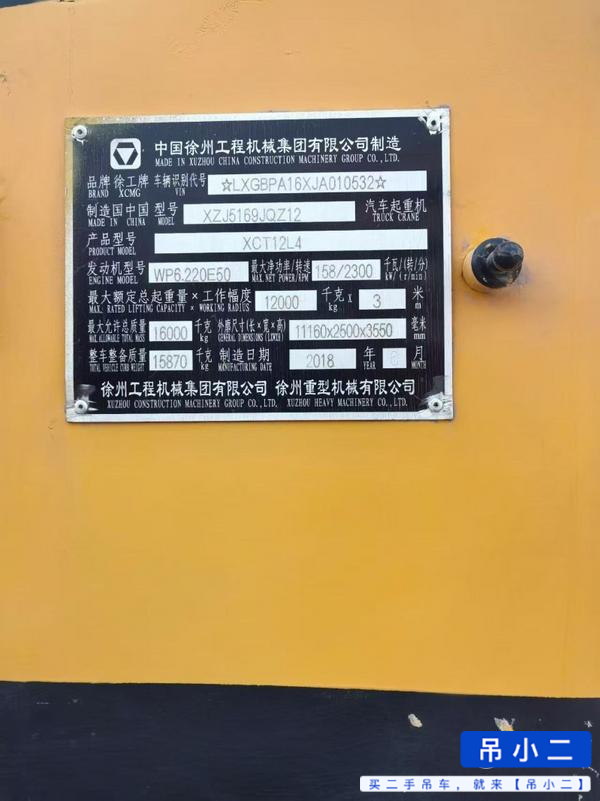 中国徐州工程机械集团有限公司制造
MADE IN XUZHOU CHINA CONSTRUCTION MACHINERY GROUP CO., LTD.
品牌 徐工牌 车辆识别代号 ☆LXGBPA16XJA010532☆
BRAND XCMG VIN
制造国中国 型号 XZJ5169JQZ12 汽车起重机
MADE IN CHINA MODEL TRUCK CRANE
产品型号 XCT12L4
PRODUCT MODEL
发动机型号 WP6.220E50 最大净功率/转速 158/2300 千瓦/(转/分)
ENGINE MODEL MAX. NET POWER/RPM kW/(r/min)
最大额定总起重量×工作幅度 12000 千克× 3 米
MAX. RATED LIFTING CAPACITY × WORKING RADIUS kg m
最大允许总质量 16000 千克 外廓尺寸(长×宽×高) 11160x2500x3550 毫米
MAX ALLOWABLE TOTAL MASS kg GENERAL DIMENSIONS (LXWXH) mm
整车整备质量 15870 千克 制造日期 2018 年 月
TOTAL VEHICLE CURB WEIGHT kg MANUFACTURING DATE YEAR MONTH
徐州工程机械集团有限公司 徐州重型机械有限公司
XUZHOU CONSTRUCTION MACHINERY GROUP CO., LTD. XUZHOU HEAVY MACHINERY CO., LTD.
吊小二
买二手吊车，就来【吊小二】